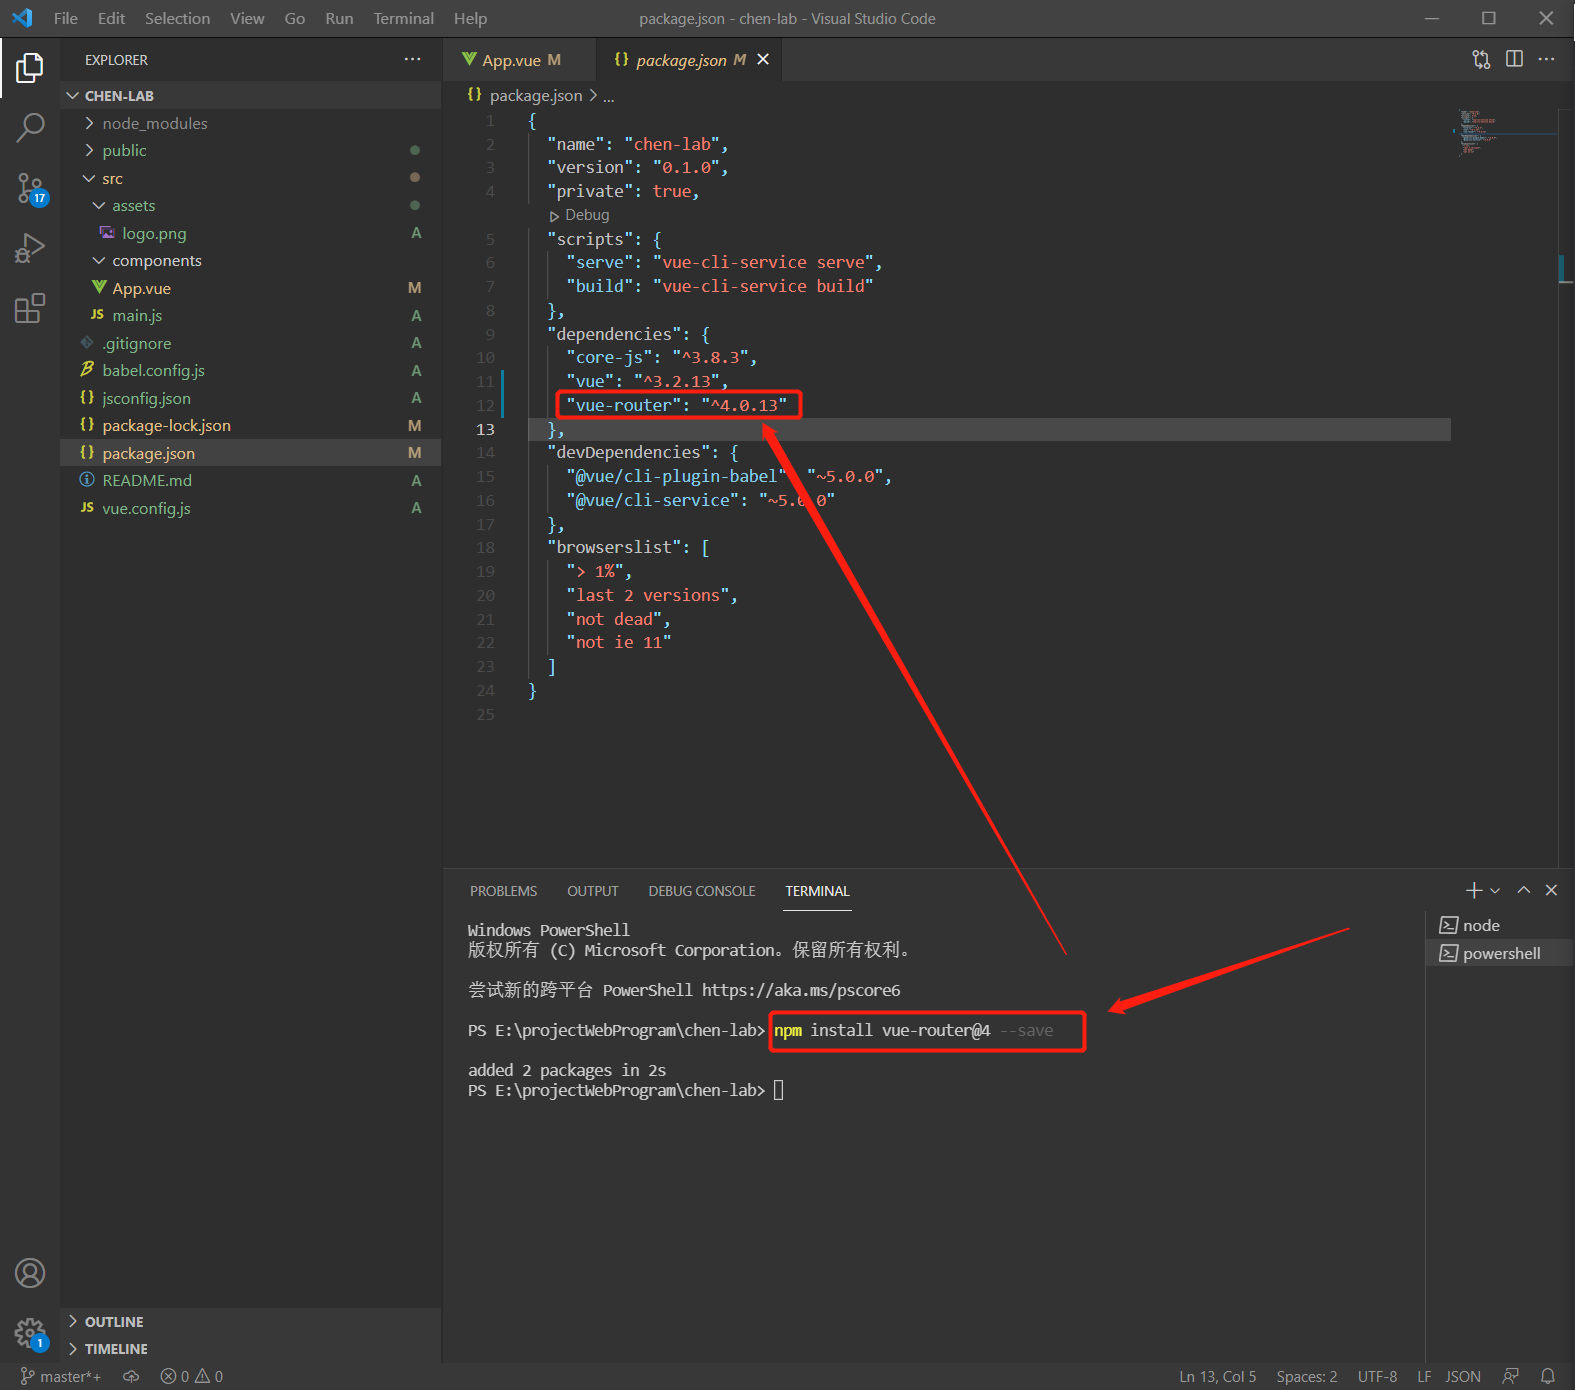 File Edit Selection View Go Run Terminal Help
package.json - chen-lab - Visual Studio Code
EXPLORER
CHEN-LAB
node_modules
public
src
assets
logo.png A
components
App.vue M
JS main.js A
.gitignore A
babel.config.js A
{} jsconfig.json A
{} package-lock.json M
{} package.json M
README.md A
JS vue.config.js A
OUTLINE
TIMELINE
17
1
App.vue M
{} package.json M
{} package.json > ...
1 {
2 "name": "chen-lab",
3 "version": "0.1.0",
4 "private": true,
Debug
5 "scripts": {
6 "serve": "vue-cli-service serve",
7 "build": "vue-cli-service build"
8 },
9 "dependencies": {
10 "core-js": "^3.8.3",
11 "vue": "^3.2.13",
12 "vue-router": "^4.0.13"
13 },
14 "devDependencies": {
15 "@vue/cli-plugin-babel" "~5.0.0",
16 "@vue/cli-service": "~5.0.0"
17 },
18 "browserslist": [
19 "> 1%",
20 "last 2 versions",
21 "not dead",
22 "not ie 11"
23 ]
24 }
25
PROBLEMS OUTPUT DEBUG CONSOLE TERMINAL
Windows PowerShell
版权所有 (C) Microsoft Corporation。保留所有权利。
尝试新的跨平台 PowerShell https://aka.ms/pscore6
PS E:\projectWebProgram\chen-lab> npm install vue-router@4 --save
added 2 packages in 2s
PS E:\projectWebProgram\chen-lab>
node
powershell
master*+ 0 0 Ln 13, Col 5 Spaces: 2 UTF-8 LF JSON